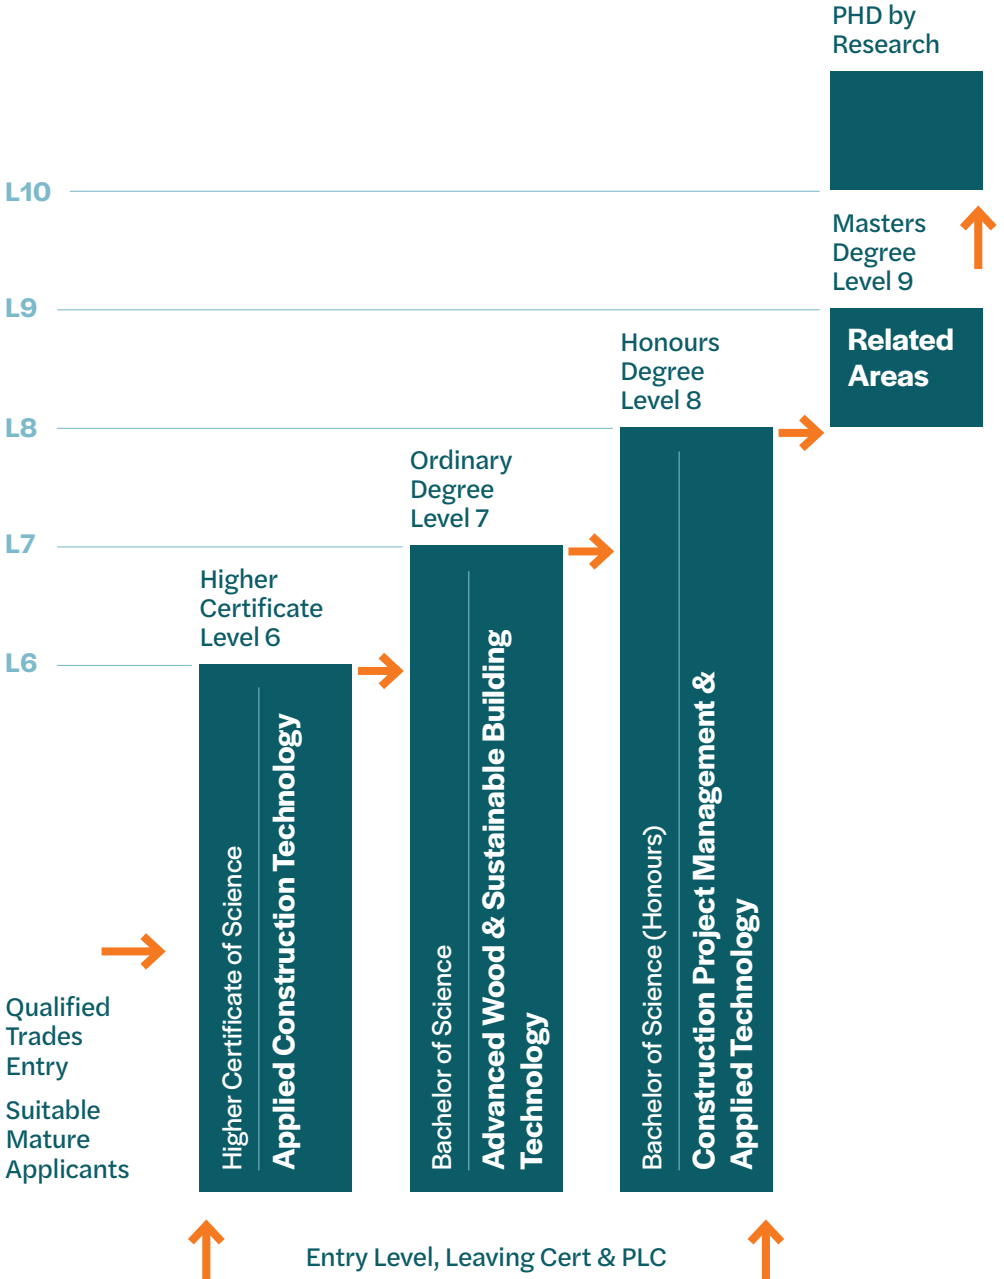 PHD by
Research
L10
Masters
Degree
Level 9
L9
Related
Areas
Honours
Degree
Level 8
L8
Ordinary
Degree
Level 7
L7
Higher
Certificate
Level 6
L6
Higher Certificate of Science
Applied Construction Technology
Bachelor of Science
Advanced Wood & Sustainable Building
Technology
Bachelor of Science (Honours)
Construction Project Management &
Applied Technology
Qualified
Trades
Entry
Suitable
Mature
Applicants
Entry Level, Leaving Cert & PLC